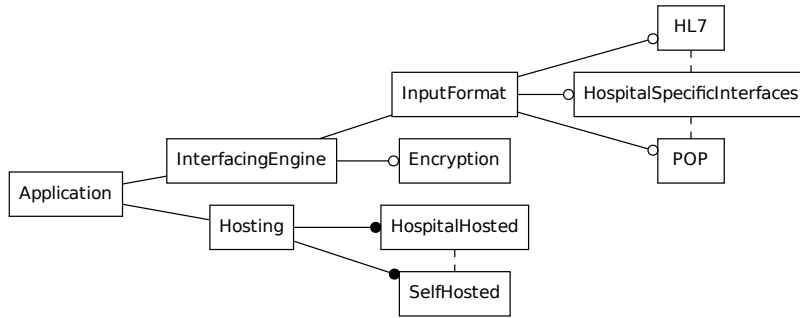 HL7
InputFormat
HospitalSpecificInterfaces
InterfacingEngine
Encryption
POP
Application
Hosting
HospitalHosted
SelfHosted